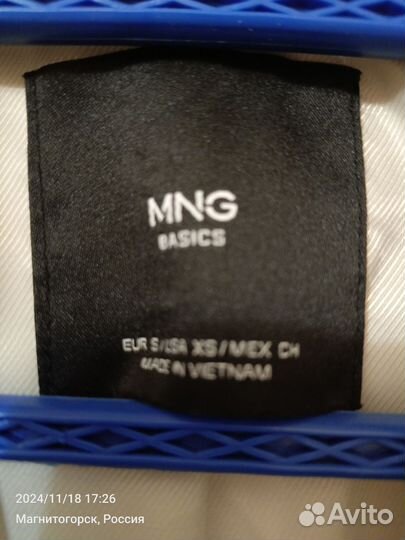 MNG
BASICS
EUR S/USA XS/MEX CH
MADE IN VIETNAM
2024/11/18 17:26
Магнитогорск, Россия
Avito